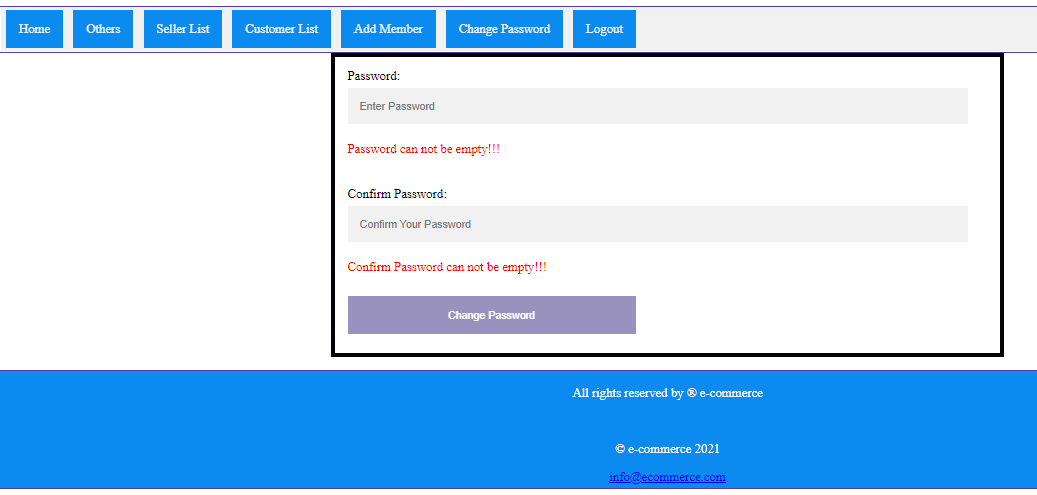 Home Others Seller List Customer List Add Member Change Password Logout
Password:
Enter Password
Password can not be empty!!!
Confirm Password:
Confirm Your Password
Confirm Password can not be empty!!!
Change Password
All rights reserved by ® e-commerce
© e-commerce 2021
info@ecommerce.com